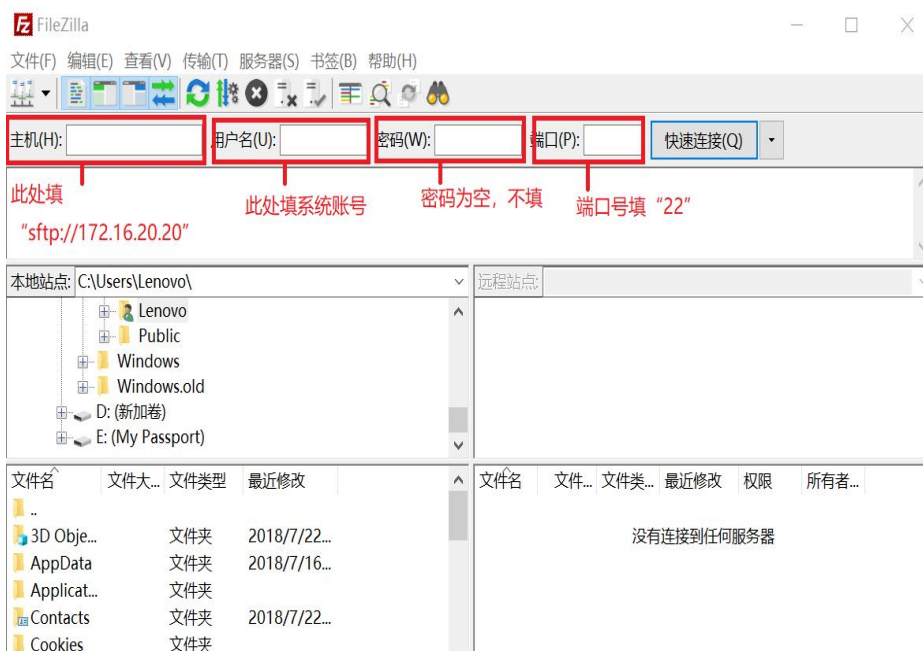 FileZilla
文件(F) 编辑(E) 查看(V) 传输(T) 服务器(S) 书签(B) 帮助(H)
主机(H): 用户名(U): 密码(W): 端口(P): 快速连接(Q)
此处填
“sftp://172.16.20.20”
此处填系统账号
密码为空，不填
端口号填“22”
本地站点: C:\Users\Lenovo\
远程站点:
Lenovo
Public
Windows
Windows.old
D: (新加卷)
E: (My Passport)
文件名 文件大... 文件类型 最近修改
..
3D Obje... 文件夹 2018/7/22...
AppData 文件夹 2018/7/16...
Applicat... 文件夹
Contacts 文件夹 2018/7/22...
Cookies 文件夹
文件名 文件... 文件类... 最近修改 权限 所有者...
没有连接到任何服务器